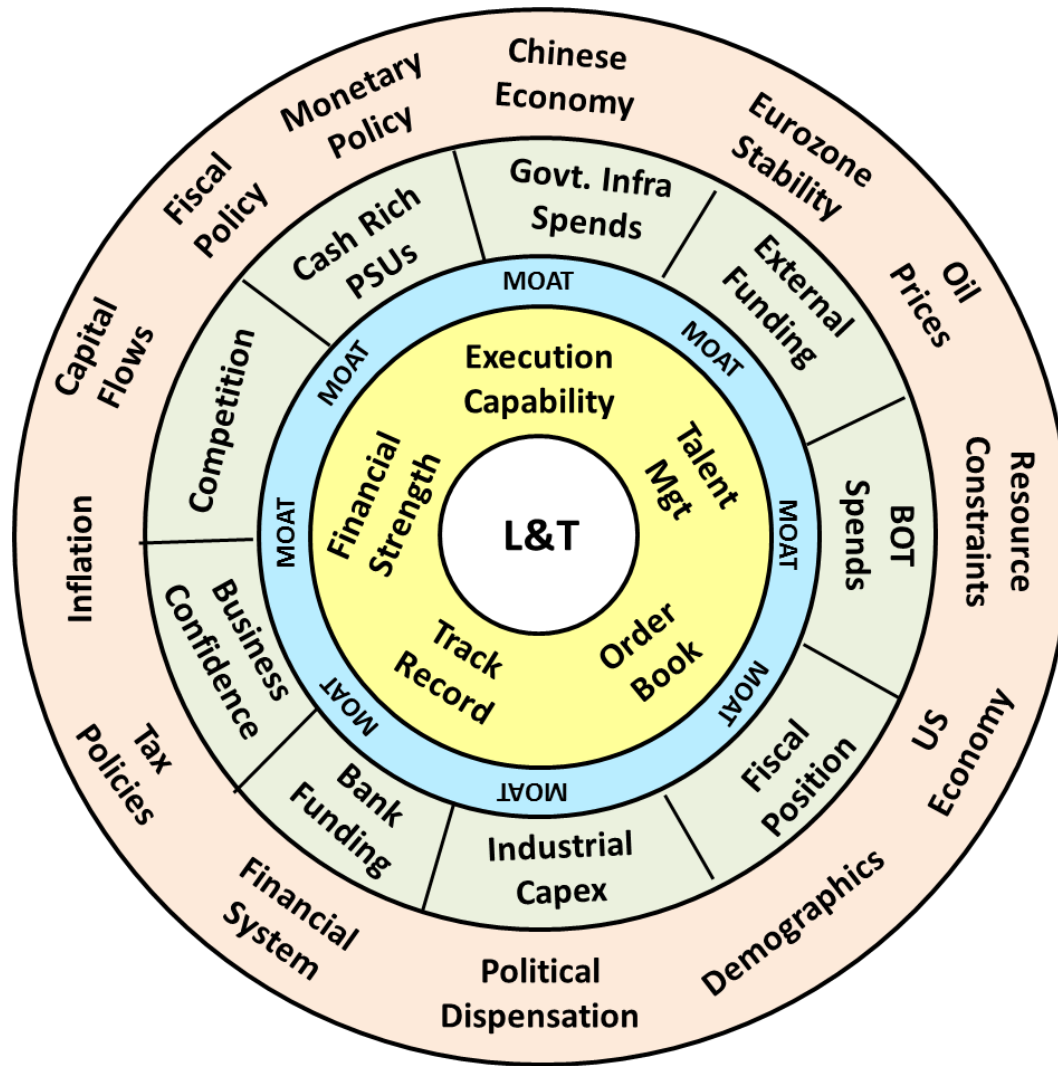 Chinese
Economy
Eurozone
Stability
Oil
Prices
Resource
Constraints
US
Economy
Demographics
Political
Dispensation
Financial
System
Tax
Policies
Inflation
Capital
Flows
Fiscal
Policy
Monetary
Policy
Govt. Infra
Spends
External
Funding
BOT
Spends
Fiscal
Position
Industrial
Capex
Bank
Funding
Business
Confidence
Competition
Cash Rich
PSUs
MOAT
MOAT
MOAT
MOAT
MOAT
MOAT
MOAT
MOAT
Execution
Capability
Talent
Mgt
Order
Book
Track
Record
Financial
Strength
L&T